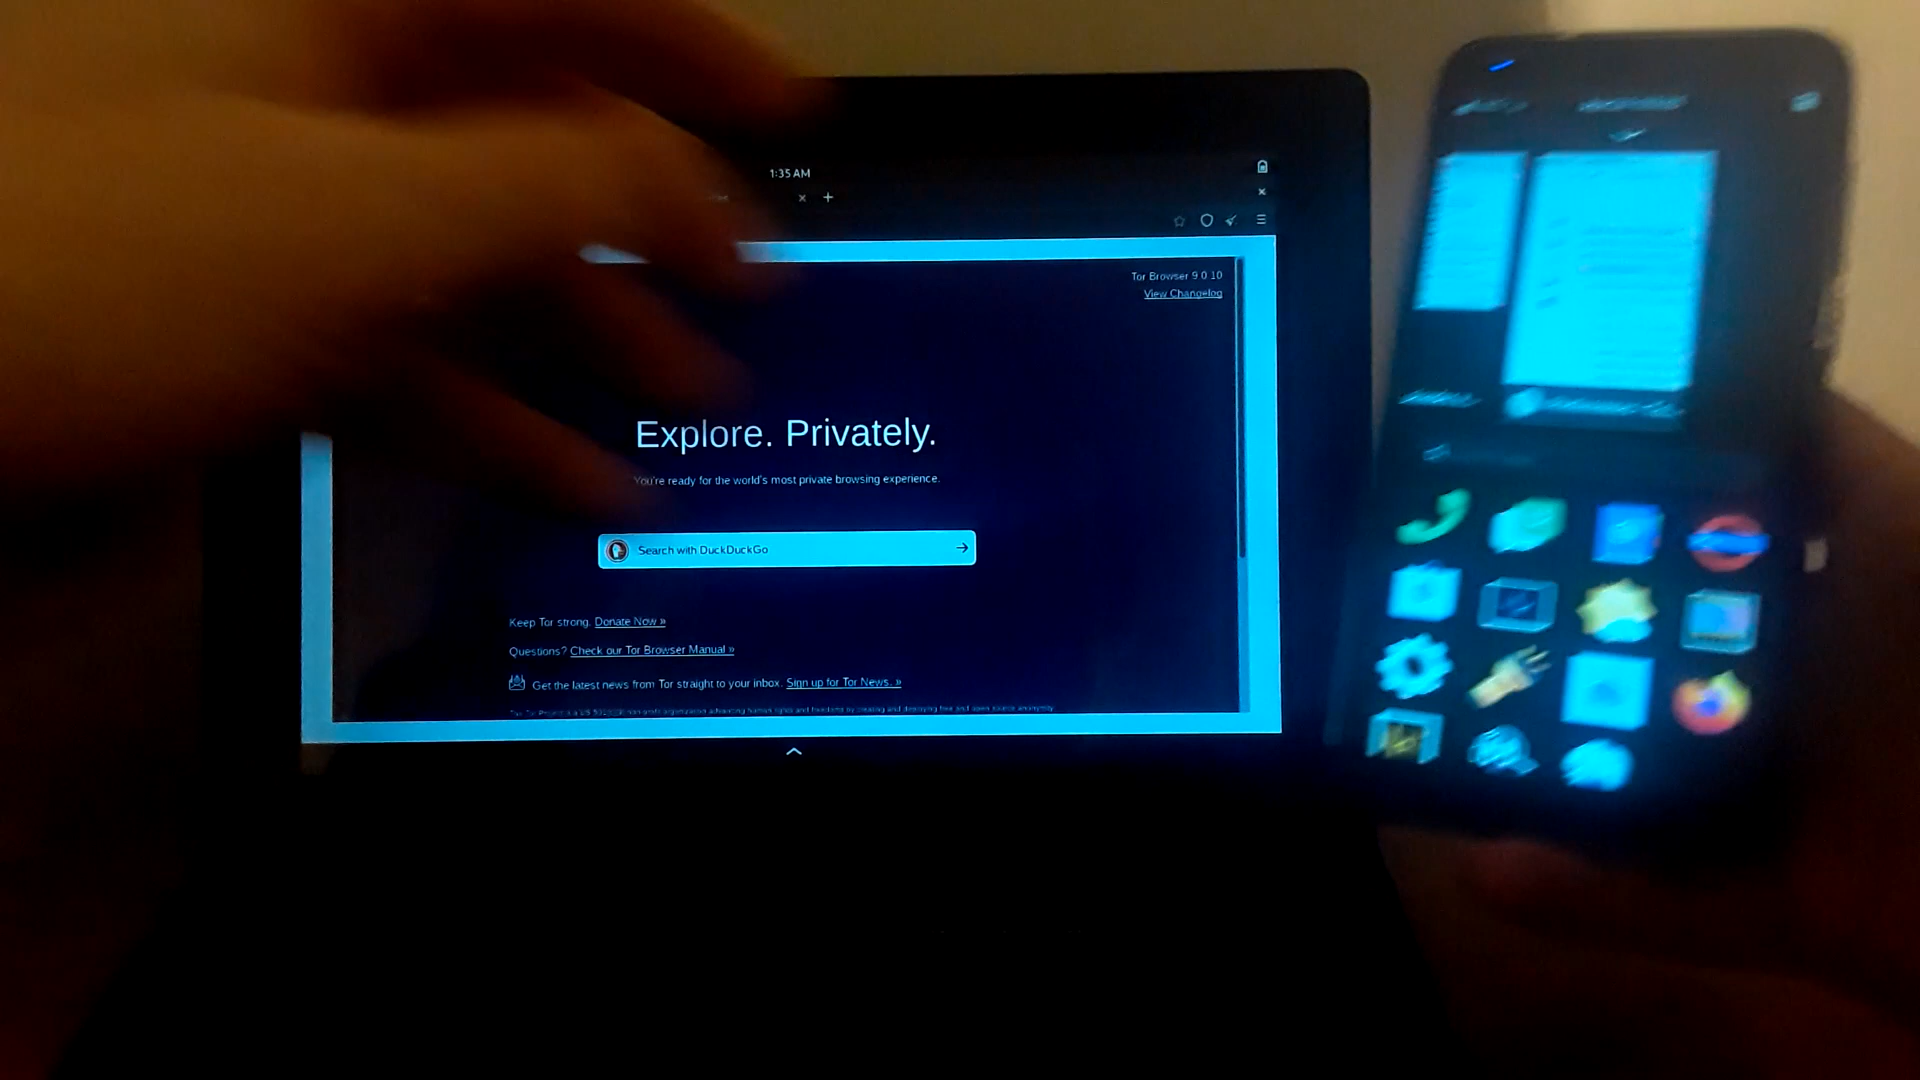 1:35 AM
Tor Browser 9.0.10
View Changelog
Explore. Privately.
You're ready for the world's most private browsing experience.
Search with DuckDuckGo
Keep Tor strong. Donate Now »
Questions? Check our Tor Browser Manual »
Get the latest news from Tor straight to your inbox. Sign up for Tor News. »